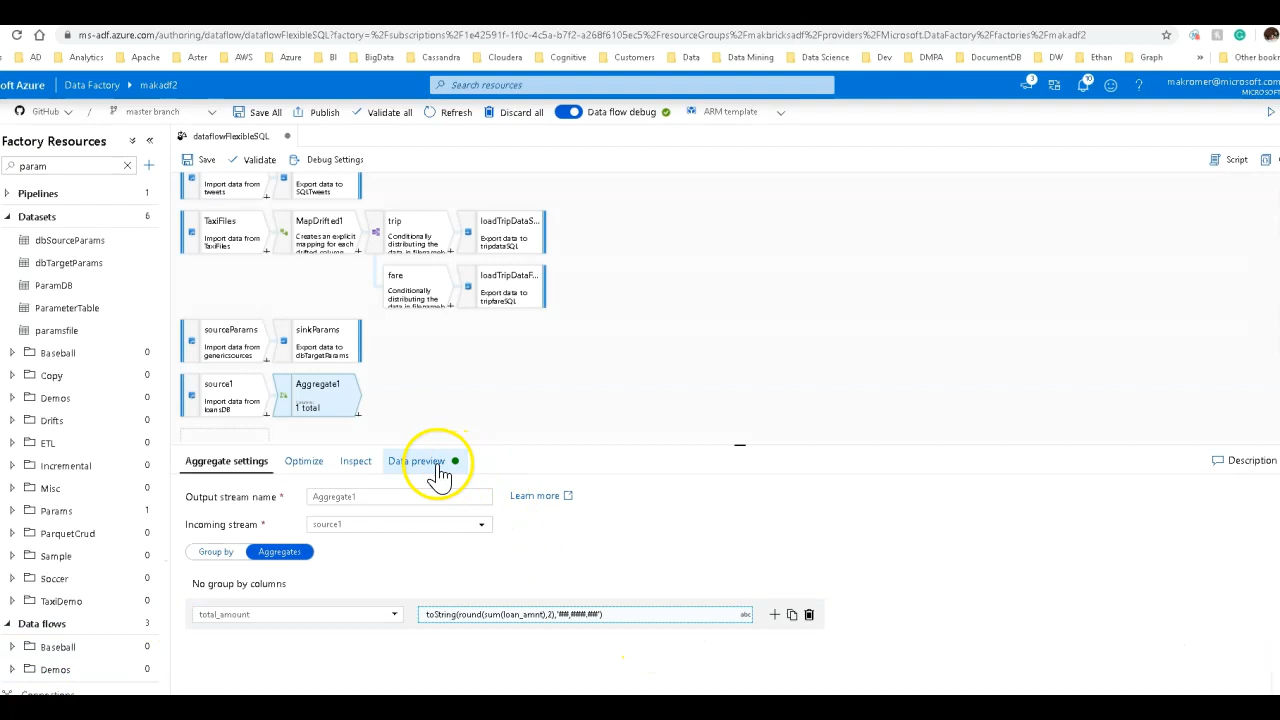 ms-adf.azure.com/authoring/dataflow/dataflowFlexibleSQL?factory=%2Fsubscriptions%2F1e42591f-1f0c-4c5a-b7f2-a268f6105ec5%2FresourceGroups%2Fmakbricksadf%2Fproviders%2FMicrosoft.DataFactory%2Ffactories%2Fmakadf2
AD Analytics Apache Aster AWS Azure BI BigData Cassandra Cloudera Cognitive Customers Data Data Mining Data Science Dev DMPA DocumentDB DW Ethan Graph » Other book
soft Azure Data Factory makadf2 Search resources 3 10 ? makromer@microsoft.com
MICROSOFT
GitHub / master branch Save All Publish Validate all Refresh Discard all Data flow debug ARM template
Factory Resources
dataflowFlexibleSQL
param
Save Validate Debug Settings Script
Pipelines 1
Datasets 6
dbSourceParams
dbTargetParams
ParamDB
ParameterTable
paramsfile
Baseball 0
Copy 0
Demos 0
Drifts 0
ETL 0
Incremental 0
Misc 0
Params 1
ParquetCrud 0
Sample 0
Soccer 0
TaxiDemo 0
Data flows 3
Baseball 0
Demos 0
Connections
Import data from
tweets
Export data to
SQLTweets
TaxiFiles
Import data from
TaxiFiles
MapDrifted1
Creates an explicit
mapping for each
drifted column
trip
Conditionally
distributing the
data in filenameb
loadTripDataS...
Export data to
tripdataSQL
fare
Conditionally
distributing the
data in filenameb
loadTripDataF...
Export data to
tripfareSQL
sourceParams
Import data from
genericsources
sinkParams
Export data to
dbTargetParams
source1
Import data from
loansDB
Aggregate1
Columns:
1 total
Aggregate settings Optimize Inspect Data preview Description
Output stream name * Aggregate1 Learn more
Incoming stream * source1
Group by Aggregates
No group by columns
total_amount toString(round(sum(loan_amnt),2),'##,###.##') abc